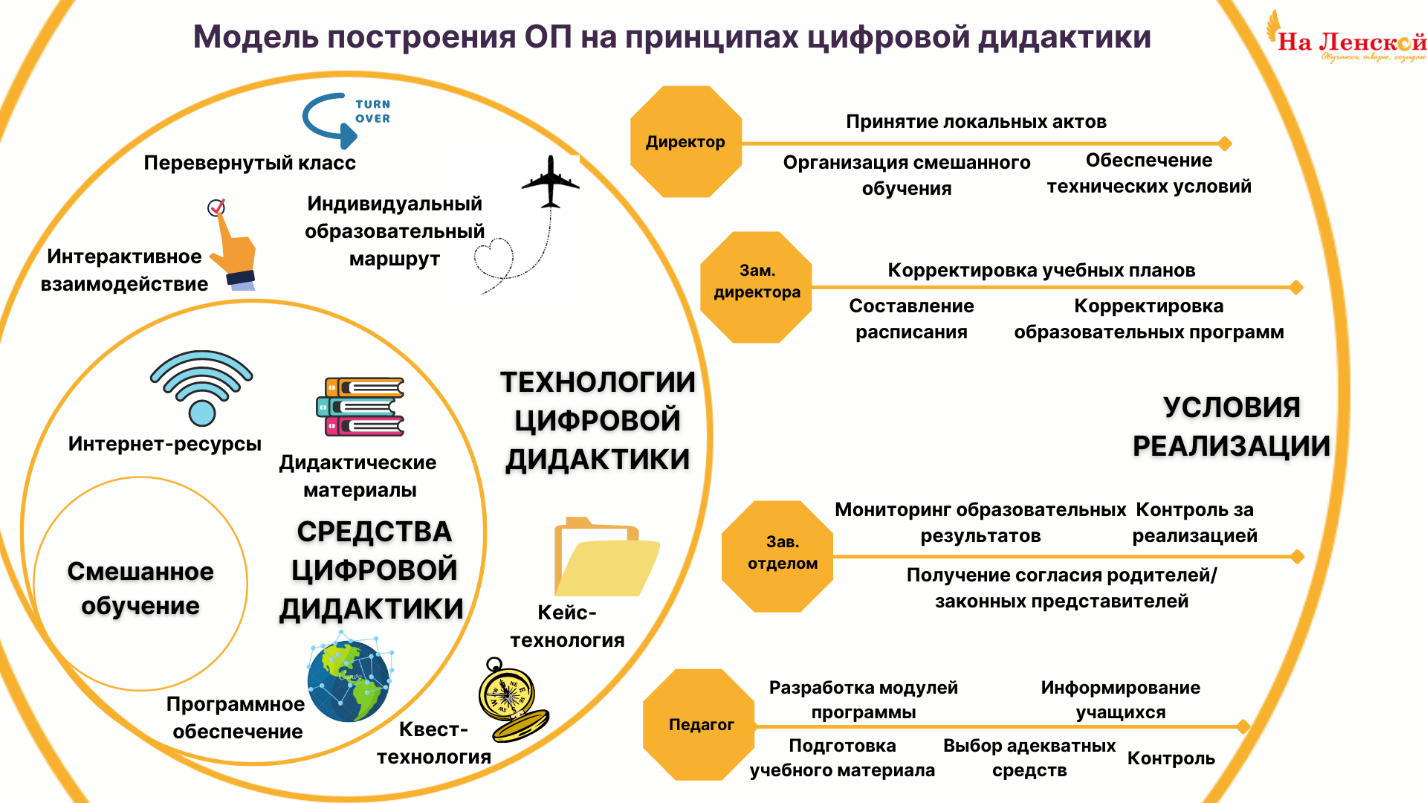 Модель построения ОП на принципах цифровой дидактики
На Ленской
TURN
OVER
Перевернутый класс
Индивидуальный
образовательный
маршрут
Интерактивное
взаимодействие
Интернет-ресурсы
Дидактические
материалы
СРЕДСТВА
ЦИФРОВОЙ
ДИДАКТИКИ
Смешанное
обучение
Программное
обеспечение
ТЕХНОЛОГИИ
ЦИФРОВОЙ
ДИДАКТИКИ
Кейс-
технология
Квест-
технология
Директор
Принятие локальных актов
Организация смешанного
обучения
Обеспечение
технических условий
Зам.
директора
Корректировка учебных планов
Составление
расписания
Корректировка
образовательных программ
УСЛОВИЯ
РЕАЛИЗАЦИИ
Зав.
отделом
Мониторинг образовательных
результатов
Контроль за
реализацией
Получение согласия родителей/
законных представителей
Педагог
Разработка модулей
программы
Информирование
учащихся
Подготовка
учебного материала
Выбор адекватных
средств
Контроль